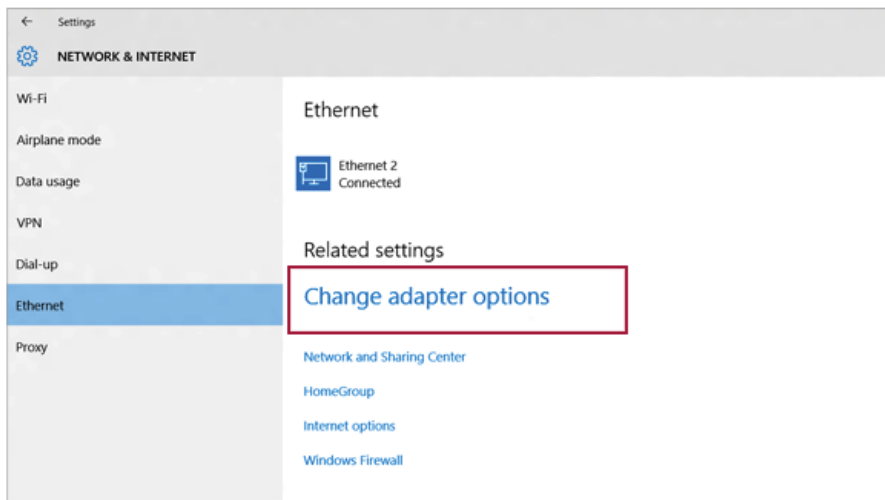 Settings
NETWORK & INTERNET
Wi-Fi
Airplane mode
Data usage
VPN
Dial-up
Ethernet
Proxy
Ethernet
Ethernet 2
Connected
Related settings
Change adapter options
Network and Sharing Center
HomeGroup
Internet options
Windows Firewall